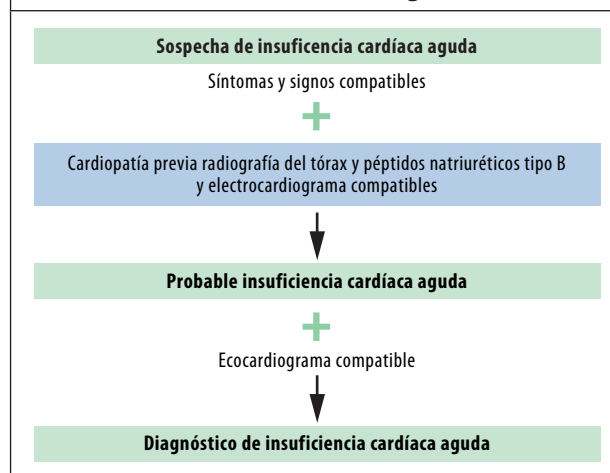 Sospecha de insuficencia cardíaca aguda
Síntomas y signos compatibles
+
Cardiopatía previa radiografía del tórax y péptidos natriuréticos tipo B
y electrocardiograma compatibles
Probable insuficiencia cardíaca aguda
+
Ecocardiograma compatible
Diagnóstico de insuficiencia cardíaca aguda